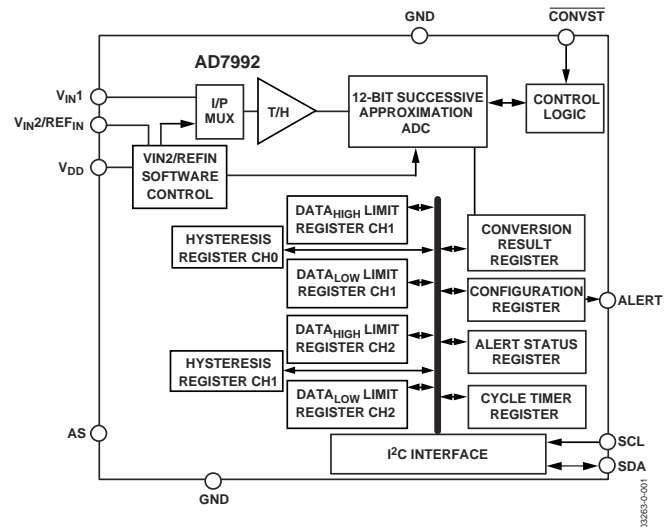 GND
CONVST
AD7992
VIN1
I/P
MUX
T/H
12-BIT SUCCESSIVE
APPROXIMATION
ADC
CONTROL
LOGIC
VIN2/REFIN
VDD
VIN2/REFIN
SOFTWARE
CONTROL
DATAHIGH LIMIT
REGISTER CH1
HYSTERESIS
REGISTER CH0
DATALOW LIMIT
REGISTER CH1
CONVERSION
RESULT
REGISTER
CONFIGURATION
REGISTER
ALERT
DATAHIGH LIMIT
REGISTER CH2
ALERT STATUS
REGISTER
HYSTERESIS
REGISTER CH1
DATALOW LIMIT
REGISTER CH2
CYCLE TIMER
REGISTER
AS
I2C INTERFACE
SCL
SDA
GND
03263-0-001